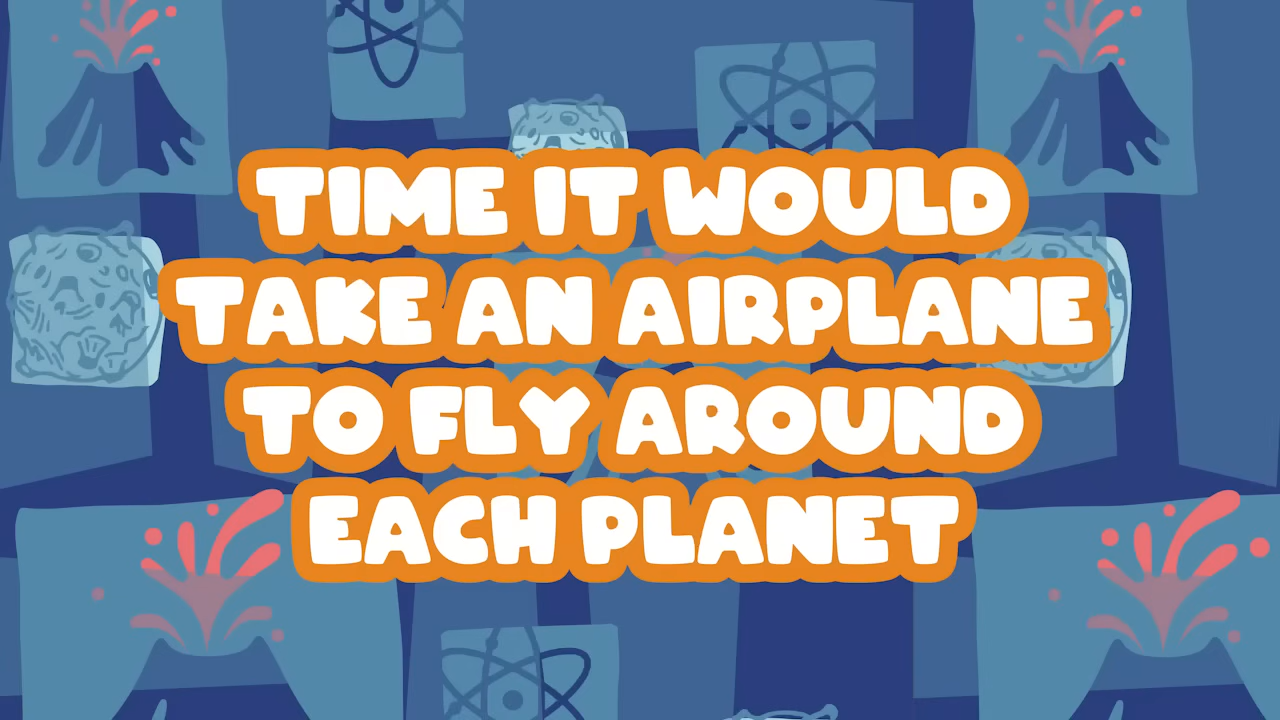 TIME IT WOULD
TAKE AN AIRPLANE
TO FLY AROUND
EACH PLANET